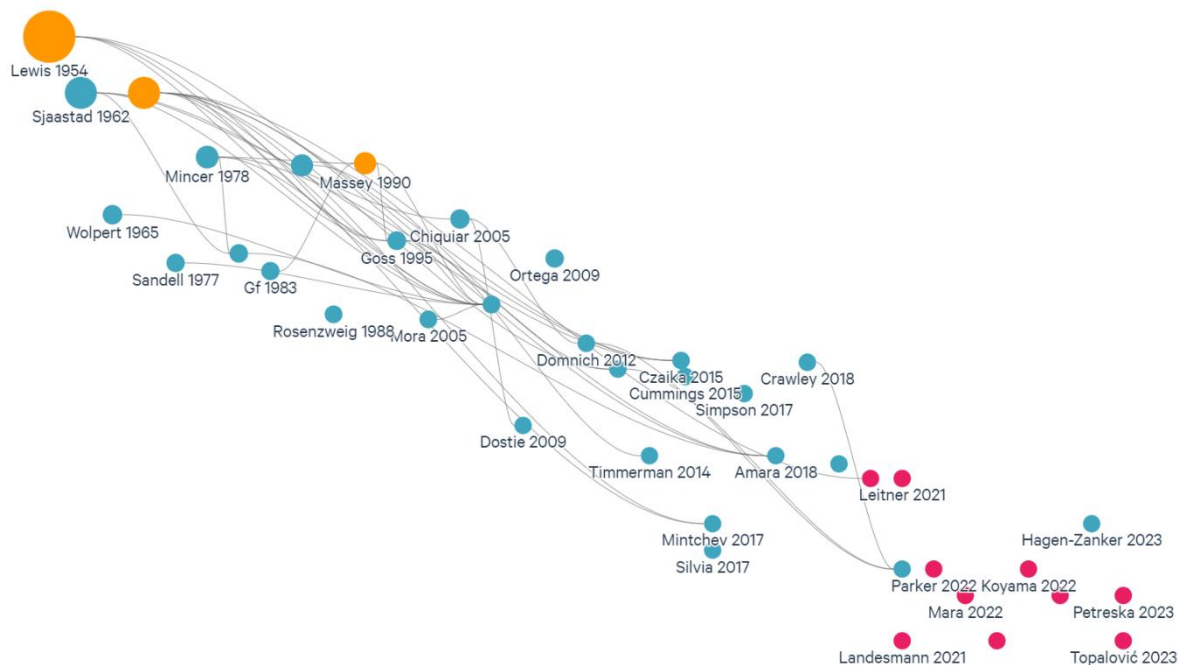 Lewis 1954
Sjaastad 1962
Mincer 1978
Massey 1990
Wolpert 1965
Chiquiar 2005
Goss 1995
Ortega 2009
Sandell 1977
Gf 1983
Rosenzweig 1988
Mora 2005
Domnich 2012
Czaika 2015
Crawley 2018
Cummings 2015
Simpson 2017
Dostie 2009
Timmerman 2014
Amara 2018
Leitner 2021
Mintchev 2017
Hagen-Zanker 2023
Silvia 2017
Parker 2022
Koyama 2022
Mara 2022
Petreska 2023
Landesmann 2021
Topalović 2023